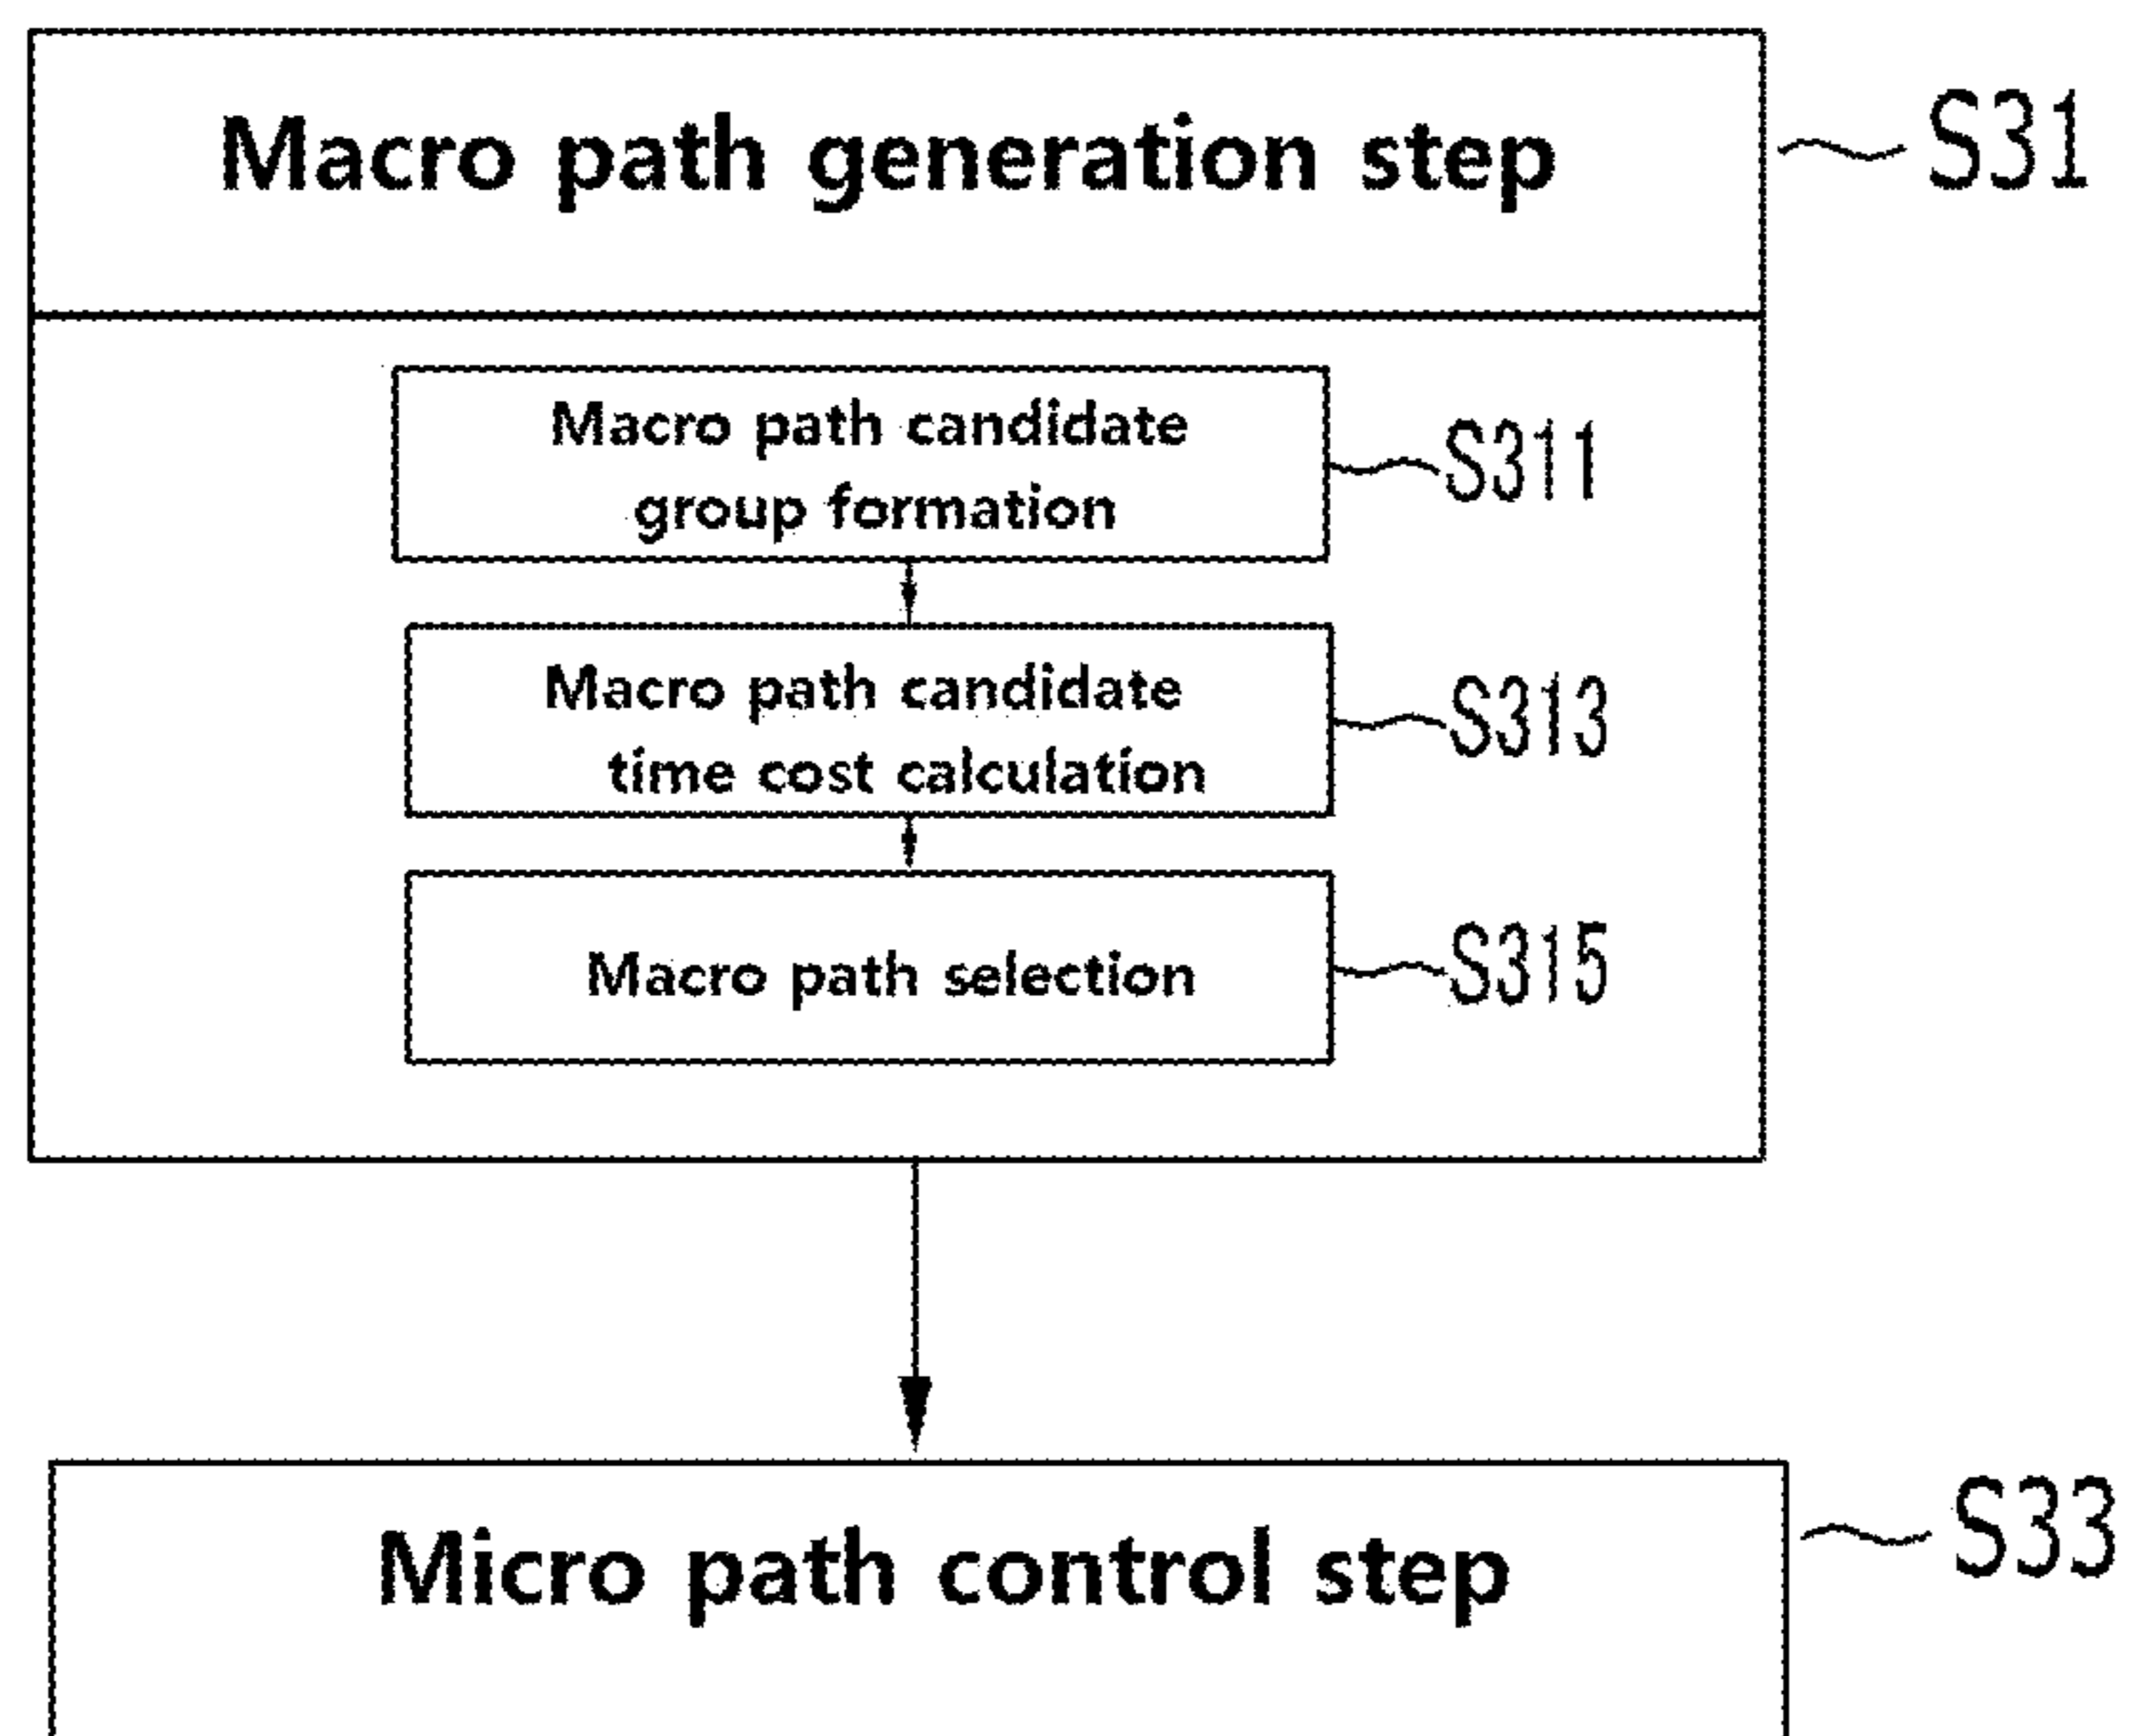 Macro path generation step
S31
Macro path candidate
group formation
S311
Macro path candidate
time cost calculation
S313
Macro path selection
S315
Micro path control step
S33